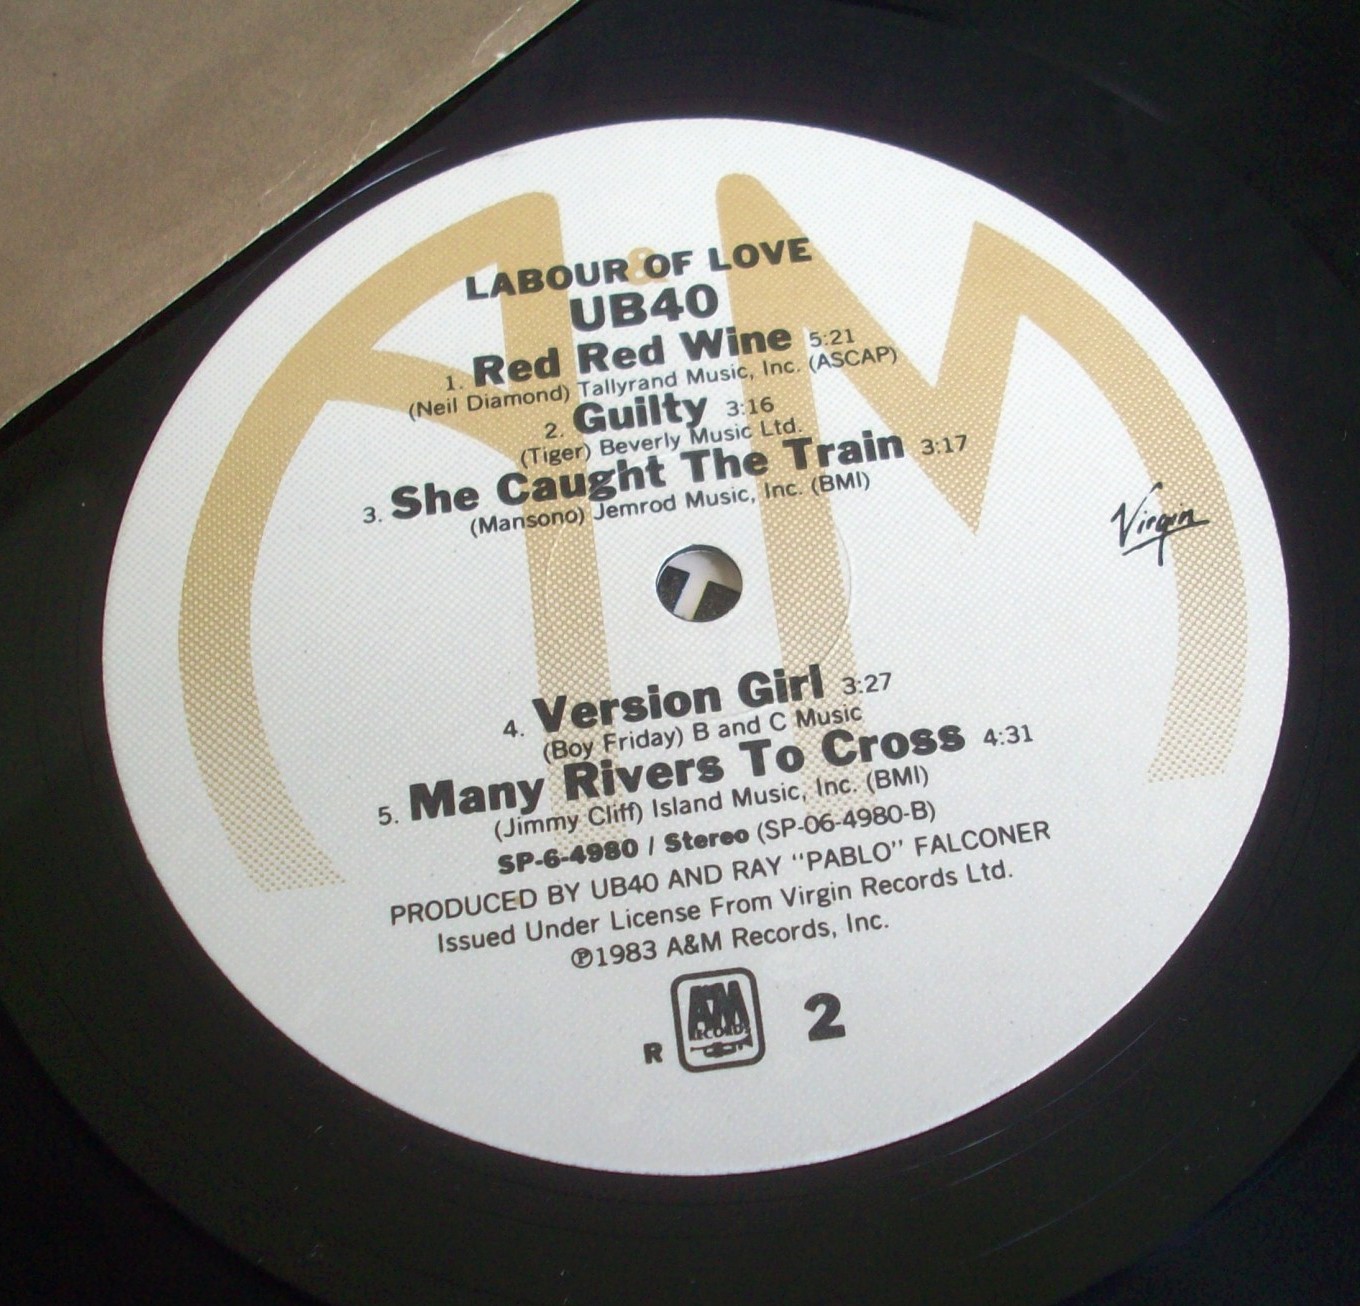 LABOUR OF LOVE
UB40
1. Red Red Wine 5:21
(Neil Diamond) Tallyrand Music, Inc. (ASCAP)
2. Guilty 3:16
(Tiger) Beverly Music Ltd.
3. She Caught The Train 3:17
(Mansono) Jemrod Music, Inc. (BMI)
Virgin
4. Version Girl 3:27
(Boy Friday) B and C Music
5. Many Rivers To Cross 4:31
(Jimmy Cliff) Island Music, Inc. (BMI)
SP-6-4980 / Stereo (SP-06-4980-B)
PRODUCED BY UB40 AND RAY "PABLO" FALCONER
Issued Under License From Virgin Records Ltd.
℗1983 A&M Records, Inc.
R A&M RECORDS 2